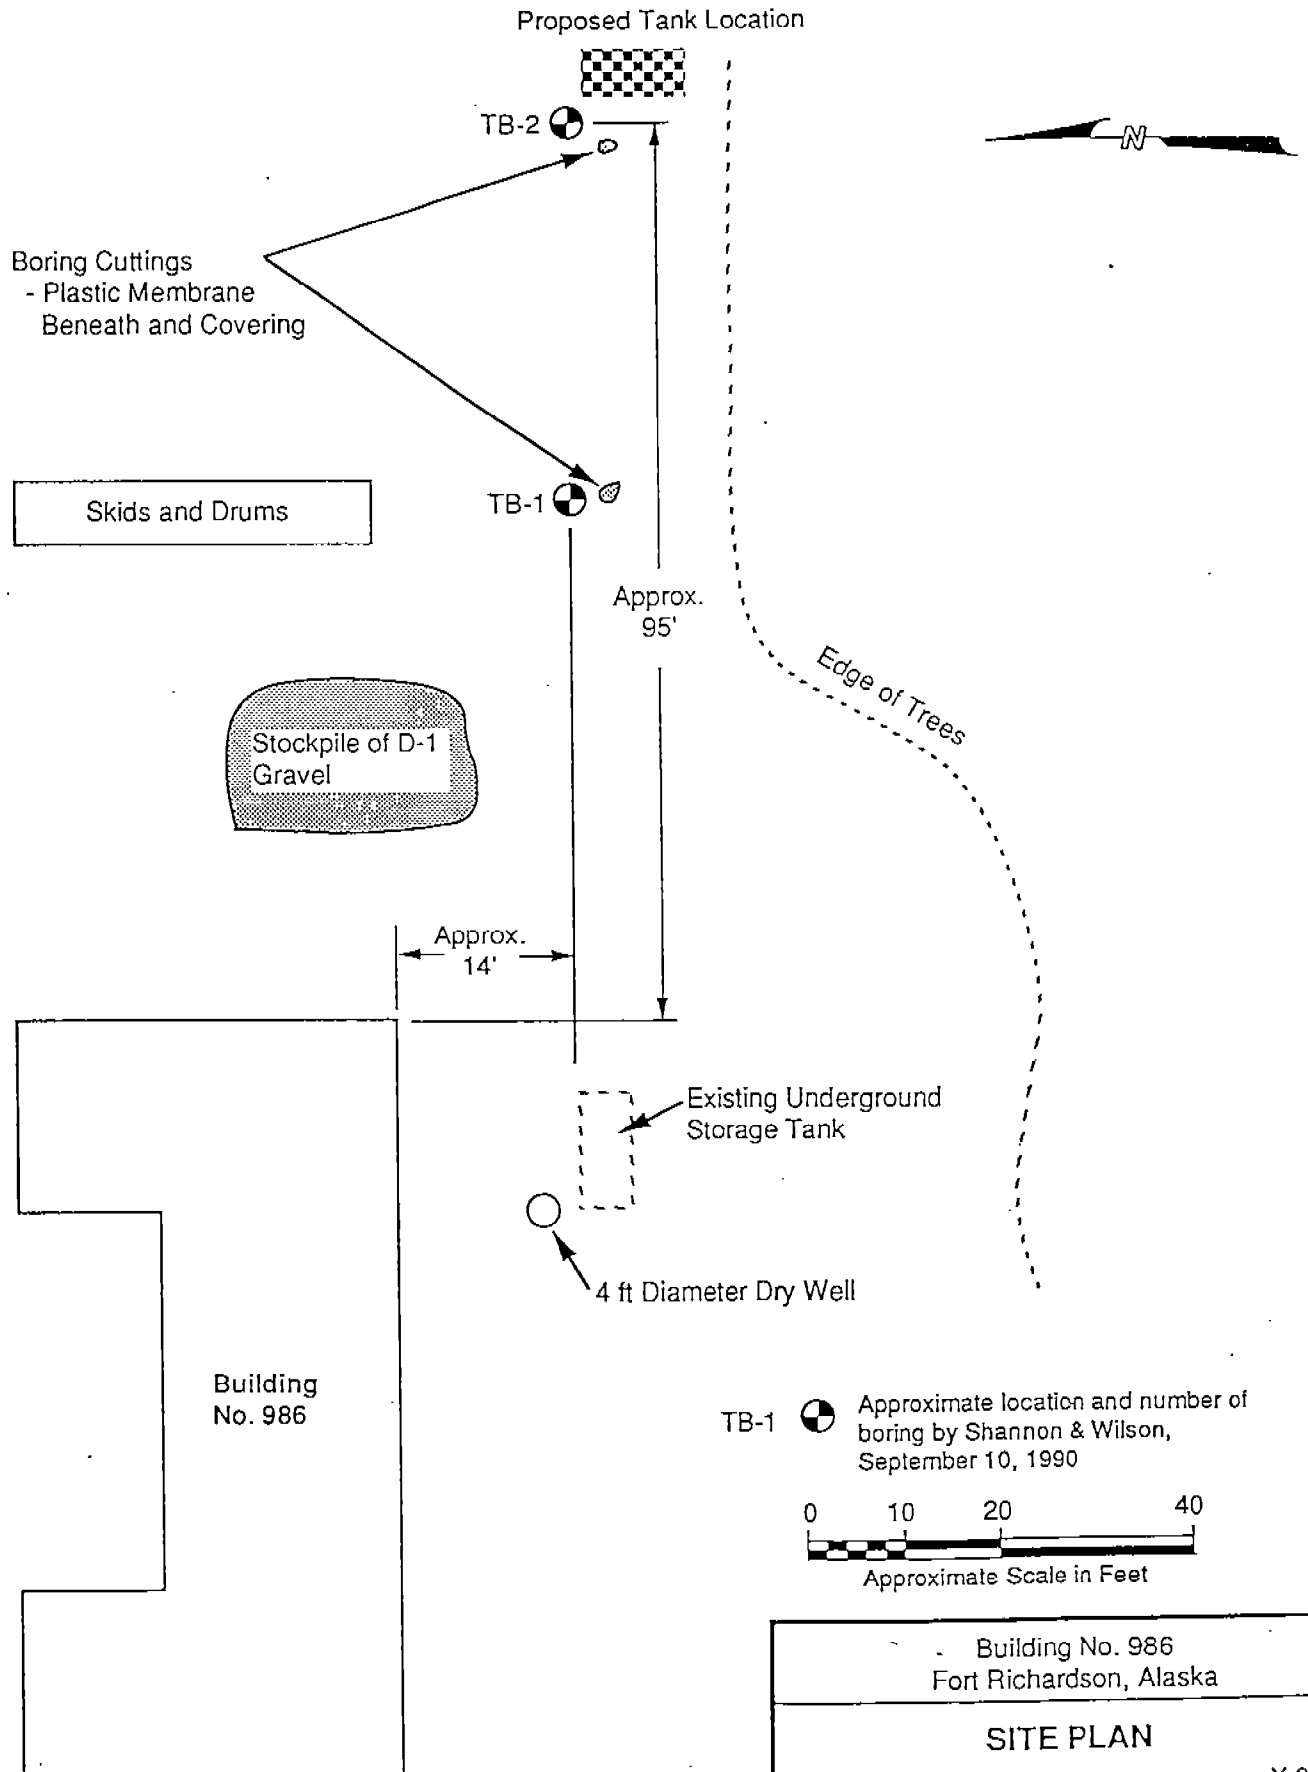 Proposed Tank Location
TB-2
N
Boring Cuttings
- Plastic Membrane
Beneath and Covering
Skids and Drums
TB-1
Approx.
95'
Edge of Trees
Stockpile of D-1
Gravel
Approx.
14'
Existing Underground
Storage Tank
4 ft Diameter Dry Well
Building
No. 986
TB-1
Approximate location and number of
boring by Shannon & Wilson,
September 10, 1990
0 10 20 40
Approximate Scale in Feet
Building No. 986
Fort Richardson, Alaska
SITE PLAN